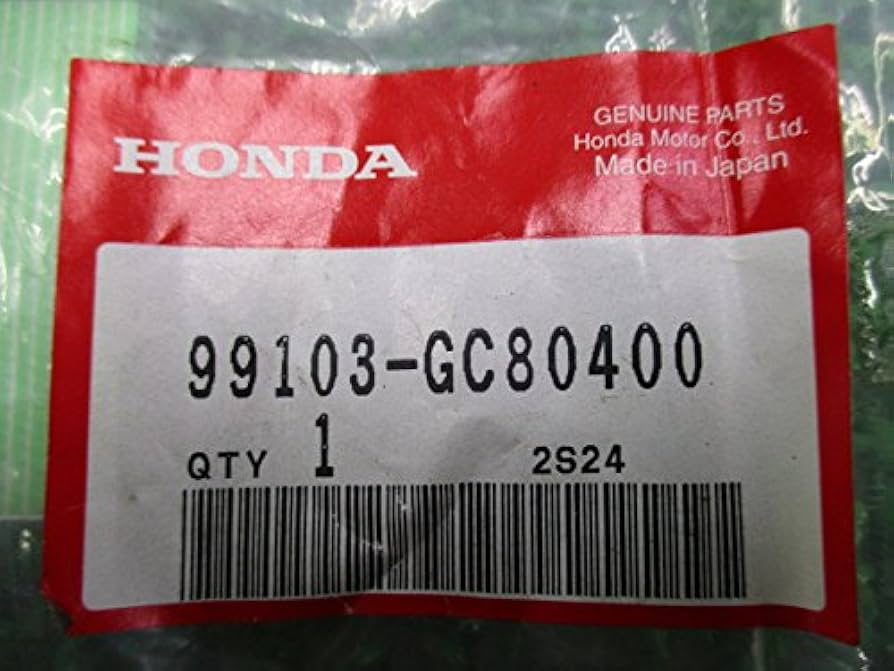 HONDA
GENUINE PARTS
Honda Motor Co., Ltd.
Made in Japan
99103-GC80400
QTY 1 2S24